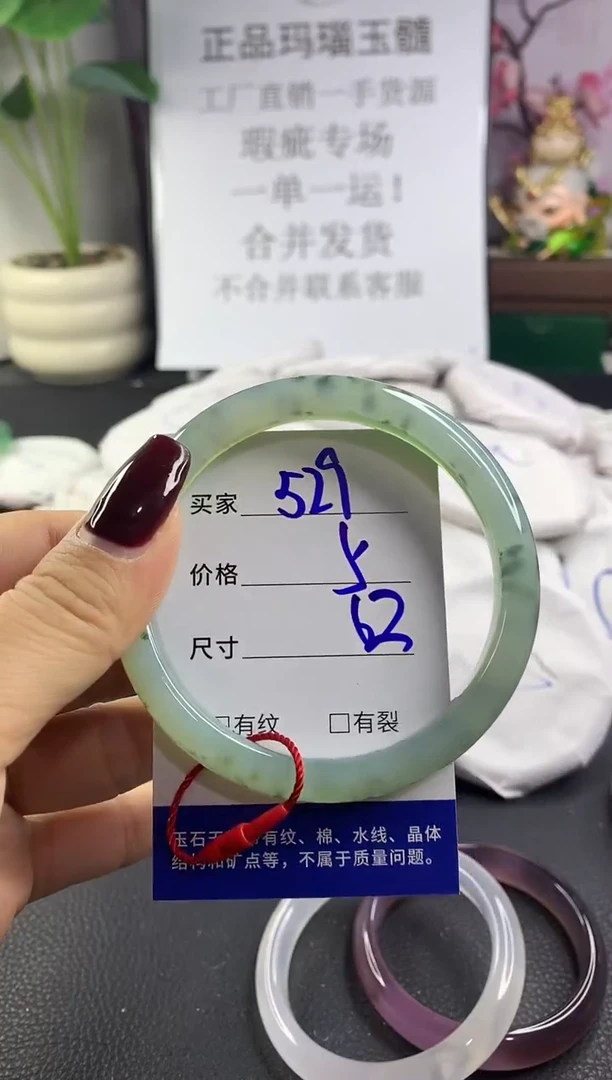 正品玛瑙玉髓
工厂直销一手货源
瑕疵专场
一单一运！
合并发货
不合并联系客服
买家 529
价格
尺寸 62
有纹 □有裂
玉石 有纹、棉、水线、晶体
结构和矿点等，不属于质量问题。